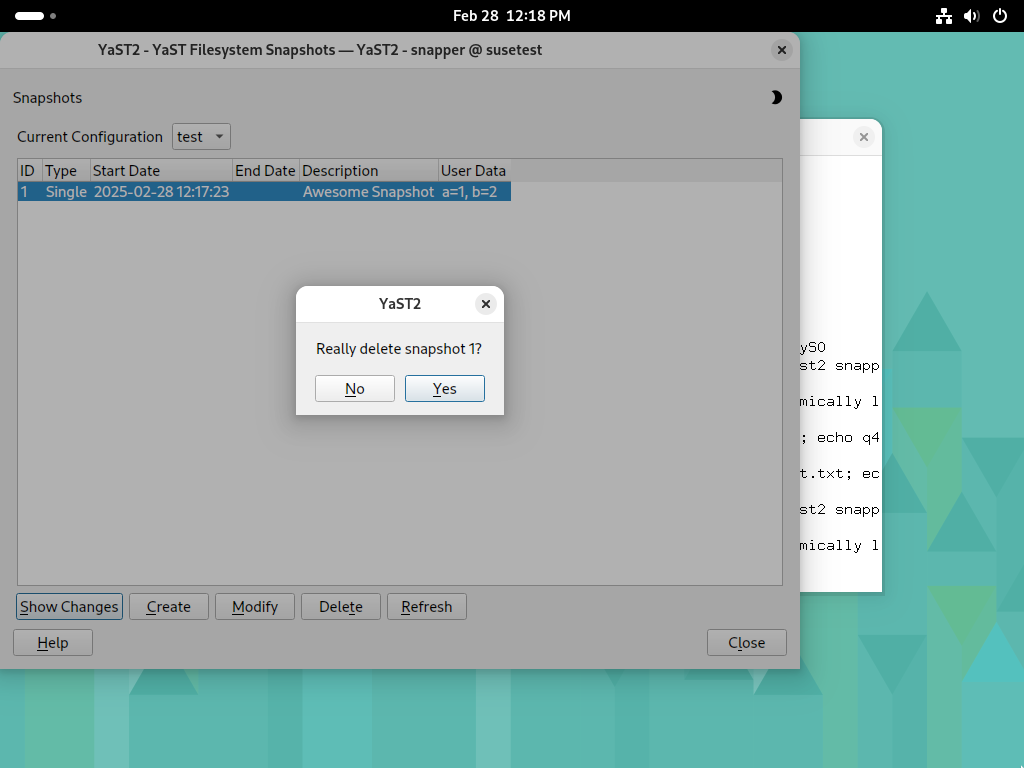 Feb 28  12:18 PM
YaST2 - YaST Filesystem Snapshots — YaST2 - snapper @ susetest
Snapshots
Current Configuration test
ID Type Start Date End Date Description User Data
1 Single 2025-02-28 12:17:23 Awesome Snapshot a=1, b=2
YaST2
Really delete snapshot 1?
No Yes
ySO
st2 snapp
mically l
; echo q4
t.txt; ec
st2 snapp
mically l
Show Changes Create Modify Delete Refresh
Help Close